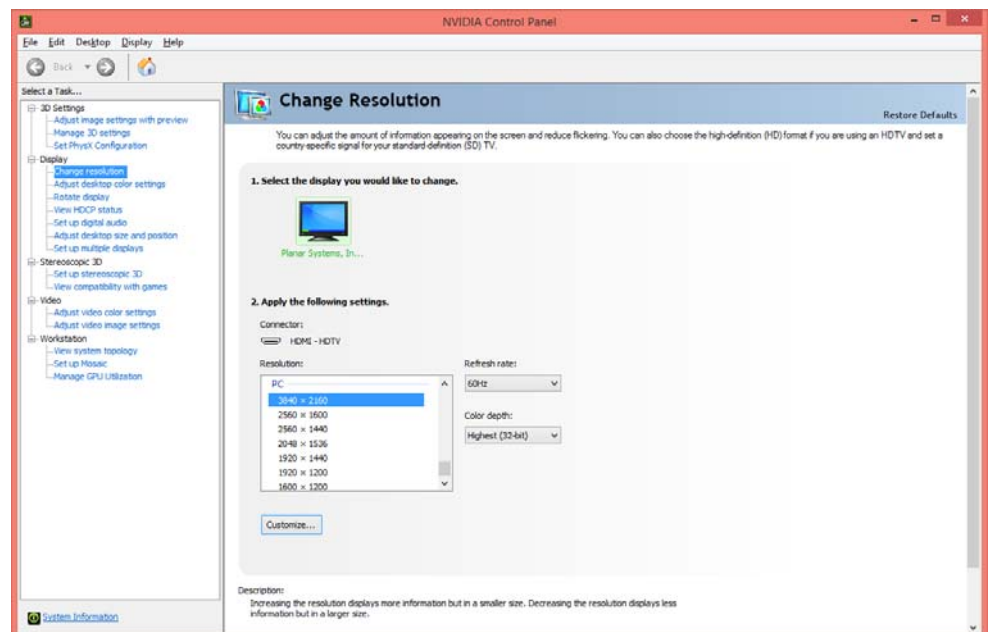 NVIDIA Control Panel
File Edit Desktop Display Help
Back
Select a Task...
3D Settings
Adjust image settings with preview
Manage 3D settings
Set PhysX Configuration
Display
Change resolution
Adjust desktop color settings
Rotate display
View HDCP status
Set up digital audio
Adjust desktop size and position
Set up multiple displays
Stereoscopic 3D
Set up stereoscopic 3D
View compatibility with games
Video
Adjust video color settings
Adjust video image settings
Workstation
View system topology
Set up Mosaic
Manage GPU Utilization
System Information
Change Resolution
Restore Defaults
You can adjust the amount of information appearing on the screen and reduce flickering. You can also choose the high-definition (HD) format if you are using an HDTV and set a
country-specific signal for your standard-definition (SD) TV.
1. Select the display you would like to change.
Planar Systems, In...
2. Apply the following settings.
Connector:
HDMI - HDTV
Resolution:
PC
3840 × 2160
2560 × 1600
2560 × 1440
2048 × 1536
1920 × 1440
1920 × 1200
1600 × 1200
Refresh rate:
60Hz
Color depth:
Highest (32-bit)
Customize...
Description:
Increasing the resolution displays more information but in a smaller size. Decreasing the resolution displays less
information but in a larger size.